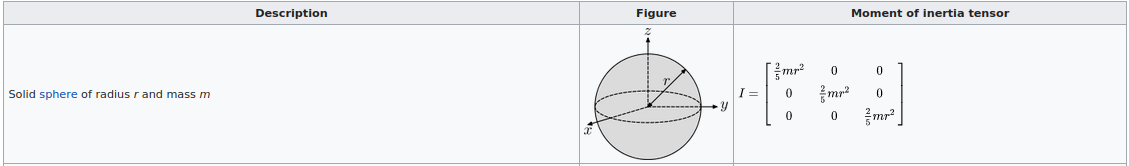 Description Figure Moment of inertia tensor
Solid sphere of radius r and mass m
z
r
y
x
I = [ 2/5 mr² 0 0
0 2/5 mr² 0
0 0 2/5 mr² ]